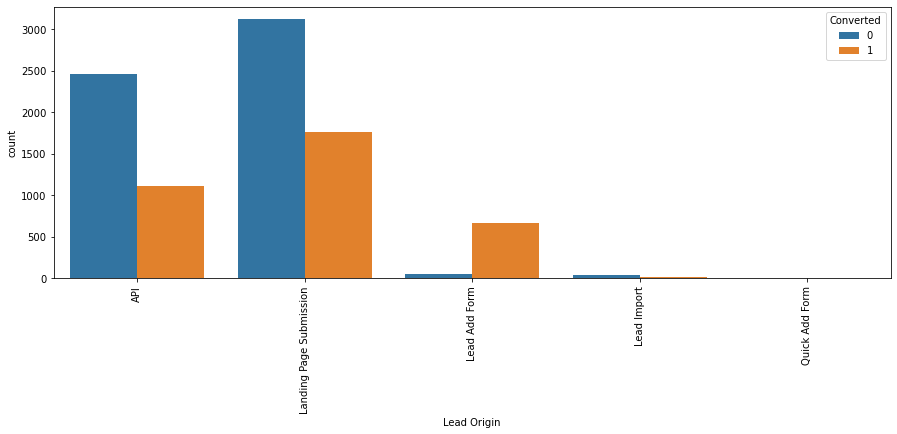 Converted
0
1
3000
2500
2000
1500
1000
500
0
count
API
Landing Page Submission
Lead Add Form
Lead Import
Quick Add Form
Lead Origin